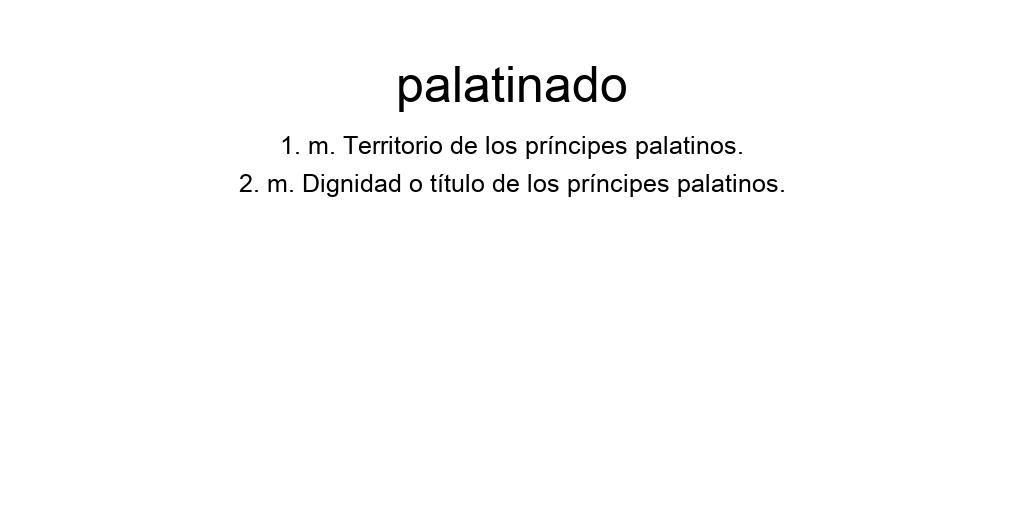 palatinado
1. m. Territorio de los príncipes palatinos.
2. m. Dignidad o título de los príncipes palatinos.